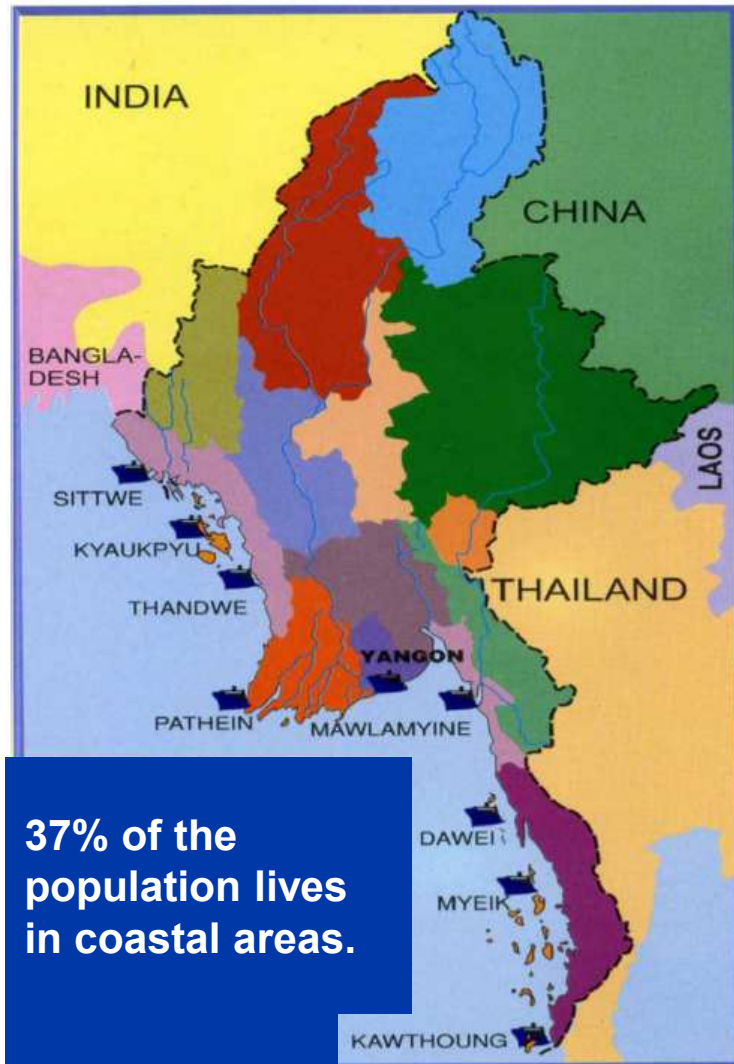 INDIA
CHINA
BANGLA-
DESH
LAOS
SITTWE
KYAUKPYU
THANDWE
THAILAND
YANGON
PATHEIN
MAWLAMYINE
DAWEI
MYEIK
KAWTHOUNG
37% of the
population lives
in coastal areas.